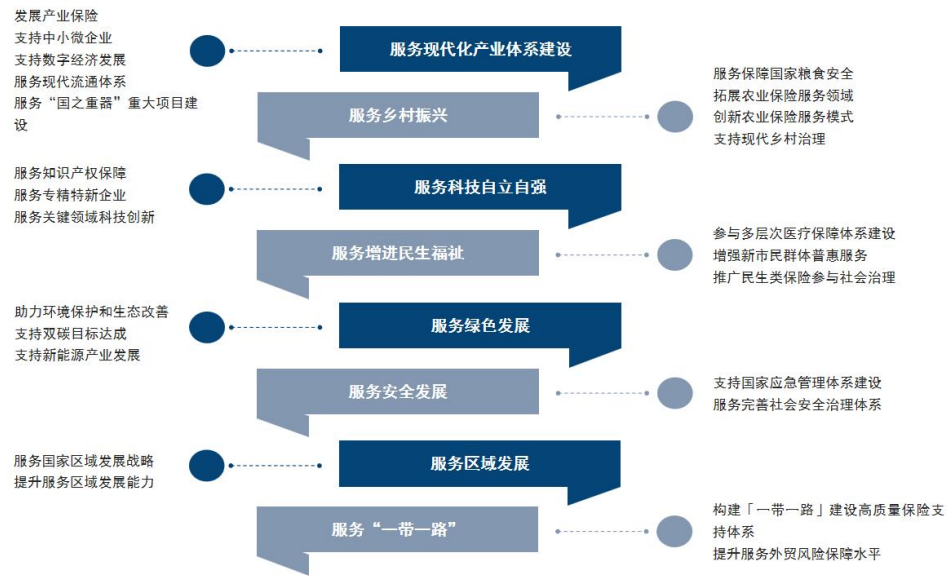 发展产业保险
支持中小微企业
支持数字经济发展
服务现代流通体系
服务“国之重器”重大项目建
设
服务现代化产业体系建设
服务乡村振兴
服务保障国家粮食安全
拓展农业保险服务领域
创新农业保险服务模式
支持现代乡村治理
服务知识产权保障
服务专精特新企业
服务关键领域科技创新
服务科技自立自强
服务增进民生福祉
参与多层次医疗保障体系建设
增强新市民群体普惠服务
推广民生类保险参与社会治理
助力环境保护和生态改善
支持双碳目标达成
支持新能源产业发展
服务绿色发展
服务安全发展
支持国家应急管理体系建设
服务完善社会安全治理体系
服务国家区域发展战略
提升服务区域发展能力
服务区域发展
服务“一带一路”
构建「一带一路」建设高质量保险支
持体系
提升服务外贸风险保障水平